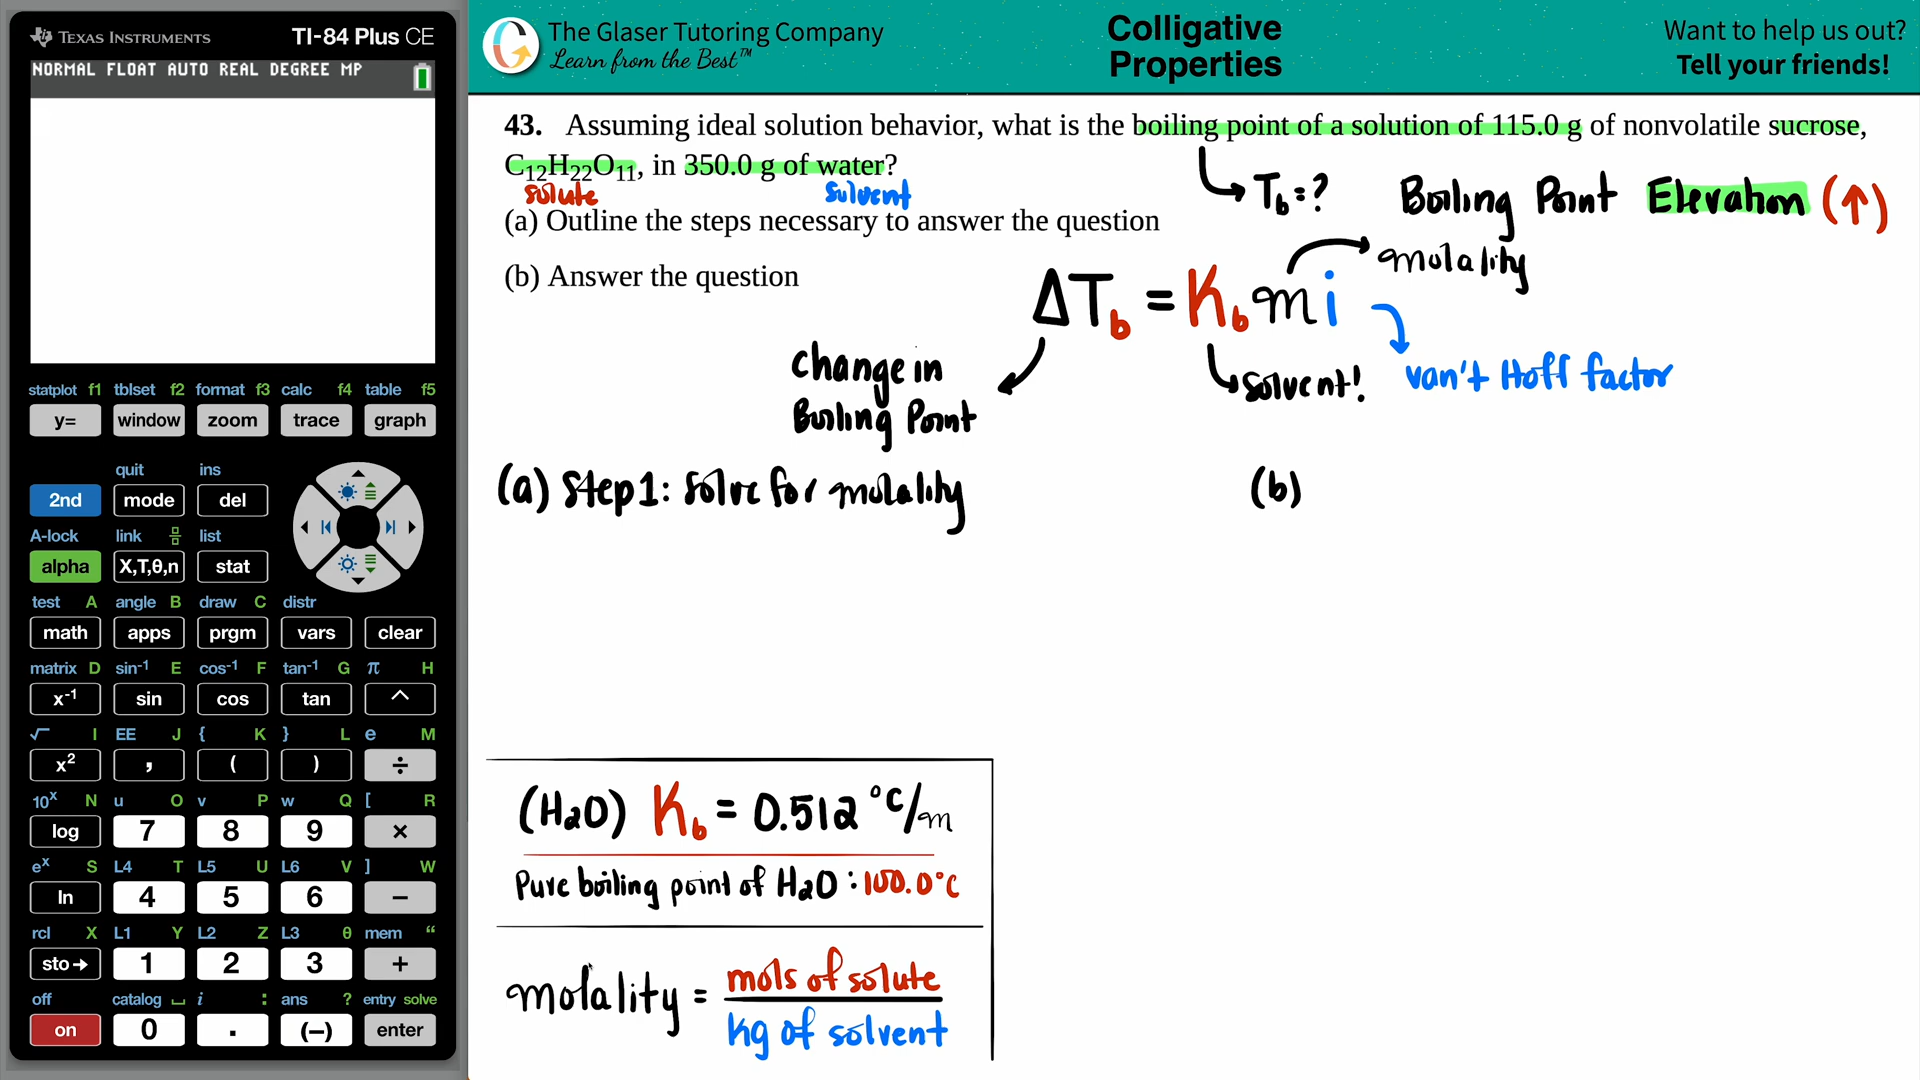 TEXAS INSTRUMENTS TI-84 Plus CE
NORMAL FLOAT AUTO REAL DEGREE MP
statplot f1 tblset f2 format f3 calc f4 table f5
y= window zoom trace graph
quit ins
2nd mode del
A-lock link list
alpha X,T,θ,n stat
test A angle B draw C distr
math apps prgm vars clear
matrix D sin⁻¹ E cos⁻¹ F tan⁻¹ G π H
x⁻¹ sin cos tan ^
√ I EE J { K } L e M
x² , ( ) ÷
10ˣ N u O v P w Q [ R
log 7 8 9 ×
eˣ S L4 T L5 U L6 V ] W
ln 4 5 6 −
rcl X L1 Y L2 Z L3 θ mem “
sto→ 1 2 3 +
off catalog ⎵ i : ans ? entry solve
on 0 . (−) enter
The Glaser Tutoring Company
Learn from the Best™
Colligative
Properties
Want to help us out?
Tell your friends!
43. Assuming ideal solution behavior, what is the boiling point of a solution of 115.0 g of nonvolatile sucrose,
C₁₂H₂₂O₁₁, in 350.0 g of water?
solute solvent
(a) Outline the steps necessary to answer the question
(b) Answer the question
T_b = ? Boiling Point Elevation (↑)
molality
ΔT_b = K_b m i
Change in
Boiling Point
solvent!
van't Hoff factor
(a) Step 1: Solve for molality
(b)
(H₂O) K_b = 0.512 °C/m
Pure boiling point of H₂O : 100.0°C
molality = mols of solute
kg of solvent